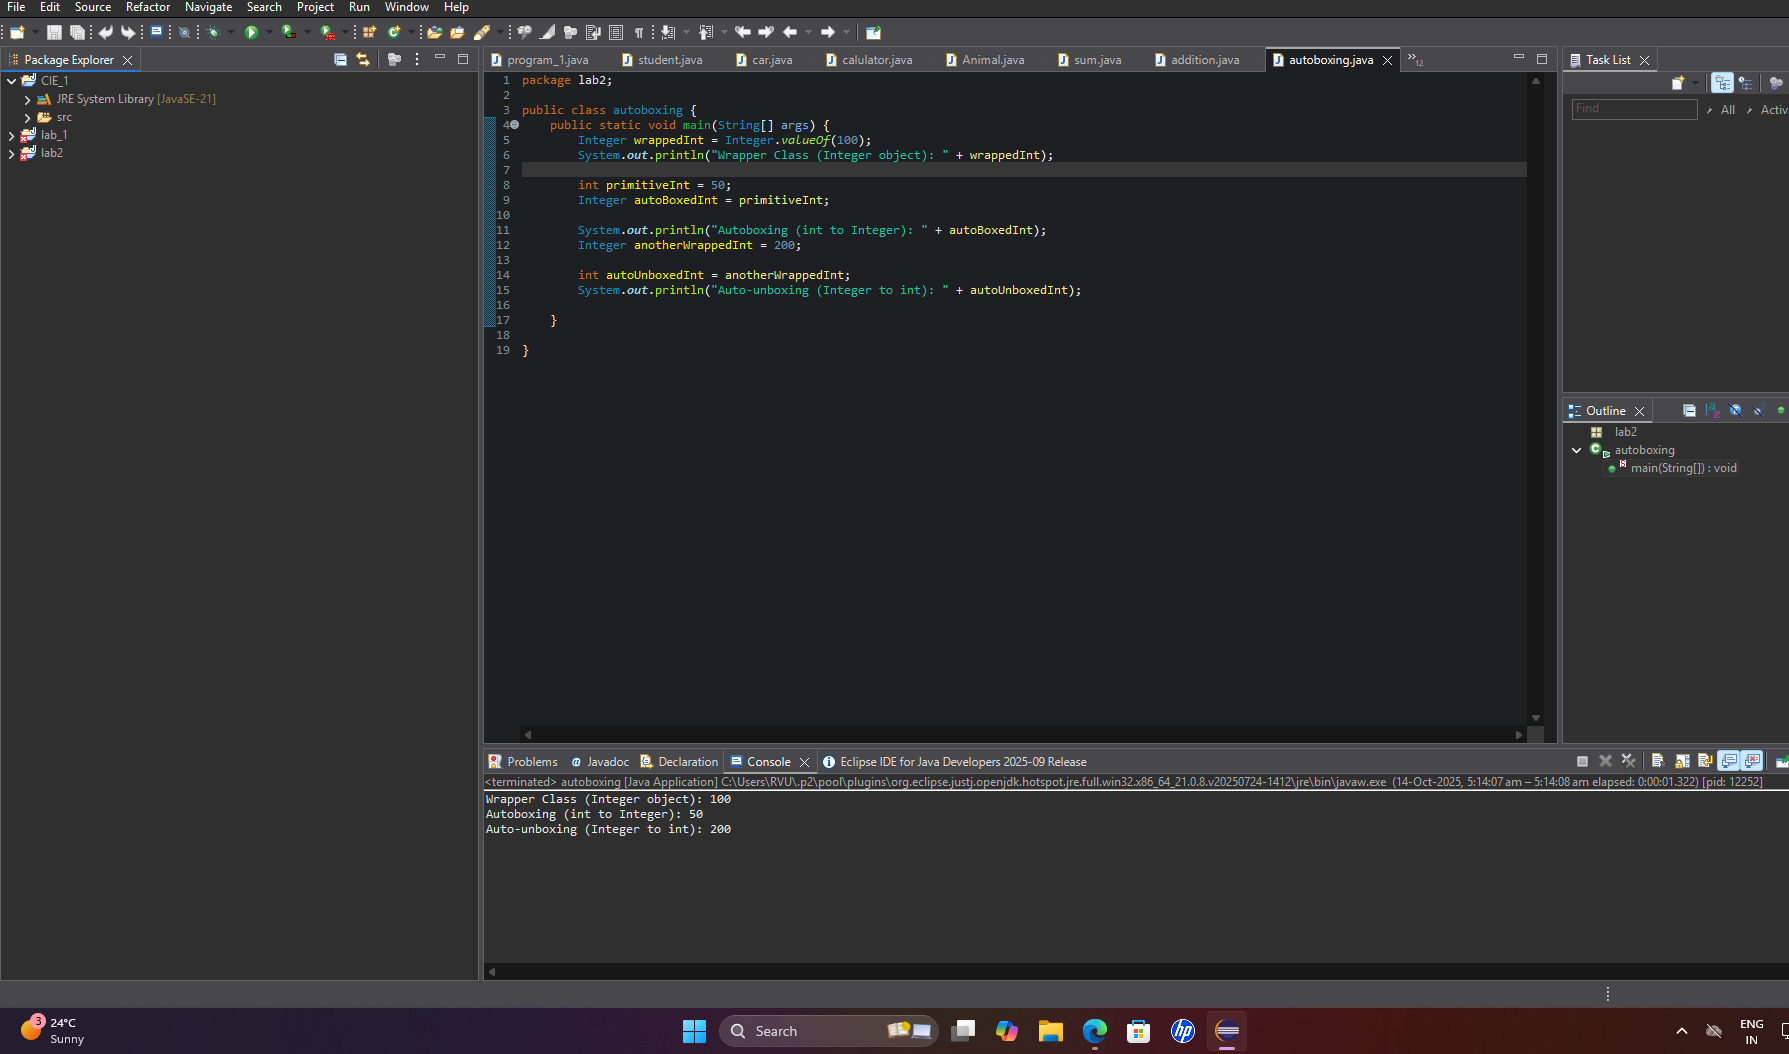 File Edit Source Refactor Navigate Search Project Run Window Help
Package Explorer
CIE_1
JRE System Library [JavaSE-21]
src
lab_1
lab2
program_1.java student.java car.java calulator.java Animal.java sum.java addition.java autoboxing.java »12
1 package lab2;
2
3 public class autoboxing {
4 public static void main(String[] args) {
5 Integer wrappedInt = Integer.valueOf(100);
6 System.out.println("Wrapper Class (Integer object): " + wrappedInt);
7
8 int primitiveInt = 50;
9 Integer autoBoxedInt = primitiveInt;
10
11 System.out.println("Autoboxing (int to Integer): " + autoBoxedInt);
12 Integer anotherWrappedInt = 200;
13
14 int autoUnboxedInt = anotherWrappedInt;
15 System.out.println("Auto-unboxing (Integer to int): " + autoUnboxedInt);
16
17 }
18
19 }
Task List
Find All Activ
Outline
lab2
autoboxing
main(String[]) : void
Problems Javadoc Declaration Console Eclipse IDE for Java Developers 2025-09 Release
<terminated> autoboxing [Java Application] C:\Users\RVU\.p2\pool\plugins\org.eclipse.justj.openjdk.hotspot.jre.full.win32.x86_64_21.0.8.v20250724-1412\jre\bin\javaw.exe (14-Oct-2025, 5:14:07 am – 5:14:08 am elapsed: 0:00:01.322) [pid: 12252]
Wrapper Class (Integer object): 100
Autoboxing (int to Integer): 50
Auto-unboxing (Integer to int): 200
3
24°C
Sunny
Search
hp
ENG
IN